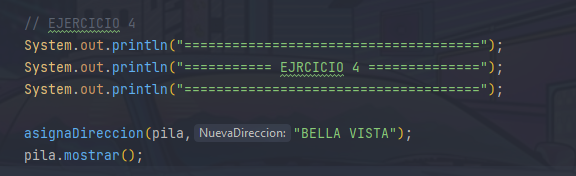 // EJERCICIO 4
System.out.println("====================================");
System.out.println("=========== EJRCICIO 4 ==============");
System.out.println("====================================");
asignaDireccion(pila, NuevaDireccion: "BELLA VISTA");
pila.mostrar();